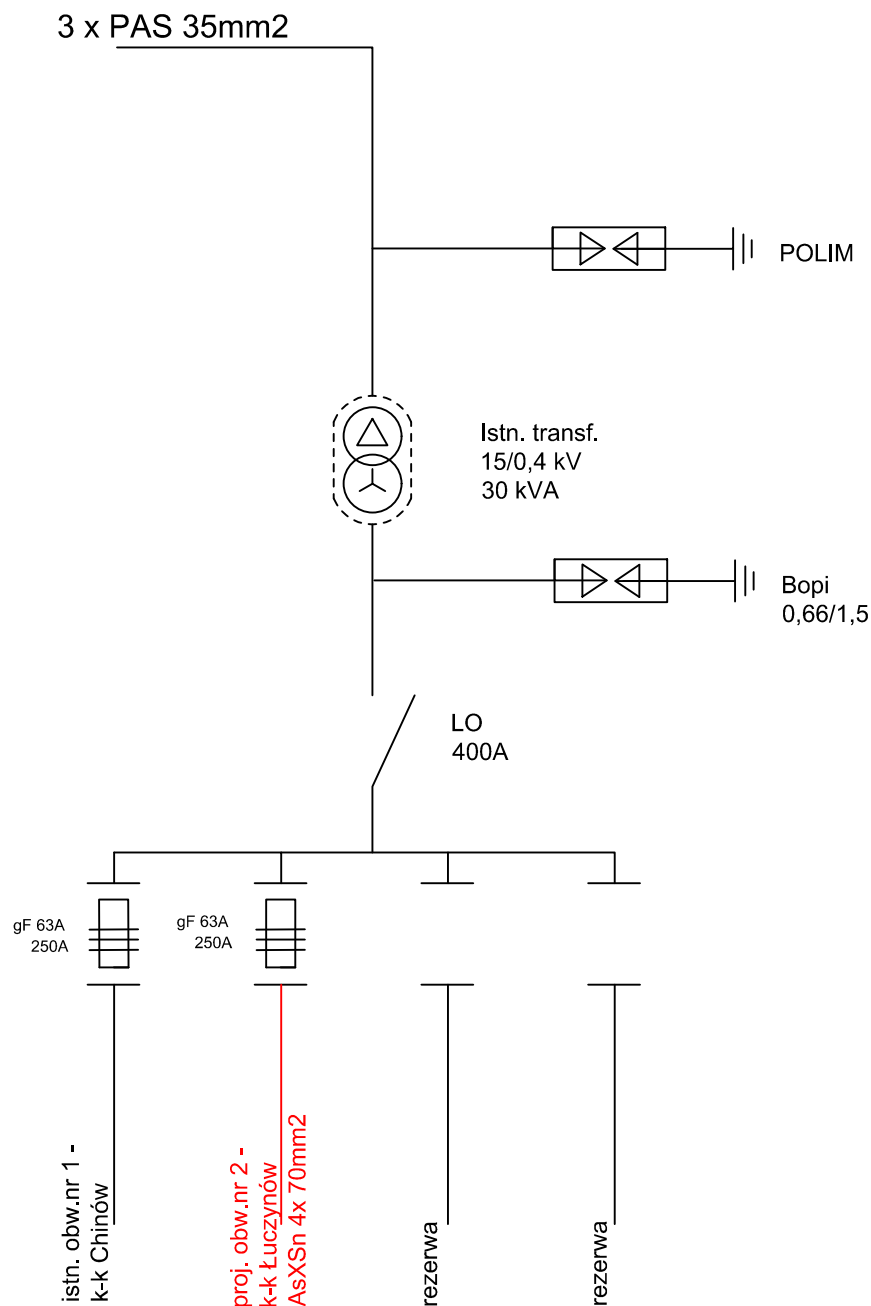 3 x PAS 35mm2
POLIM
Istn. transf.
15/0,4 kV
30 kVA
Bopi
0,66/1,5
LO
400A
gF 63A
250A
gF 63A
250A
istn. obw.nr 1 -
k-k Chinów
proj. obw.nr 2 -
k-k Łuczynów
AsXSn 4x 70mm2
rezerwa
rezerwa